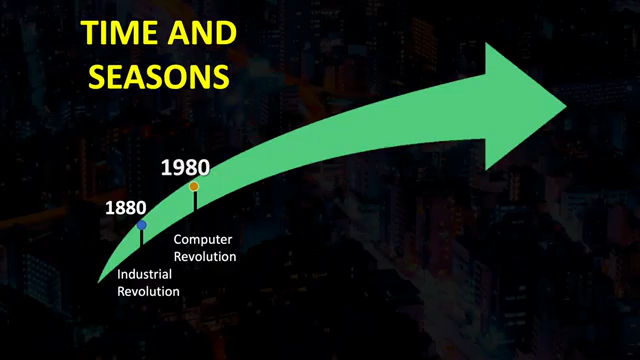 TIME AND
SEASONS
1980
1880
Computer
Revolution
Industrial
Revolution